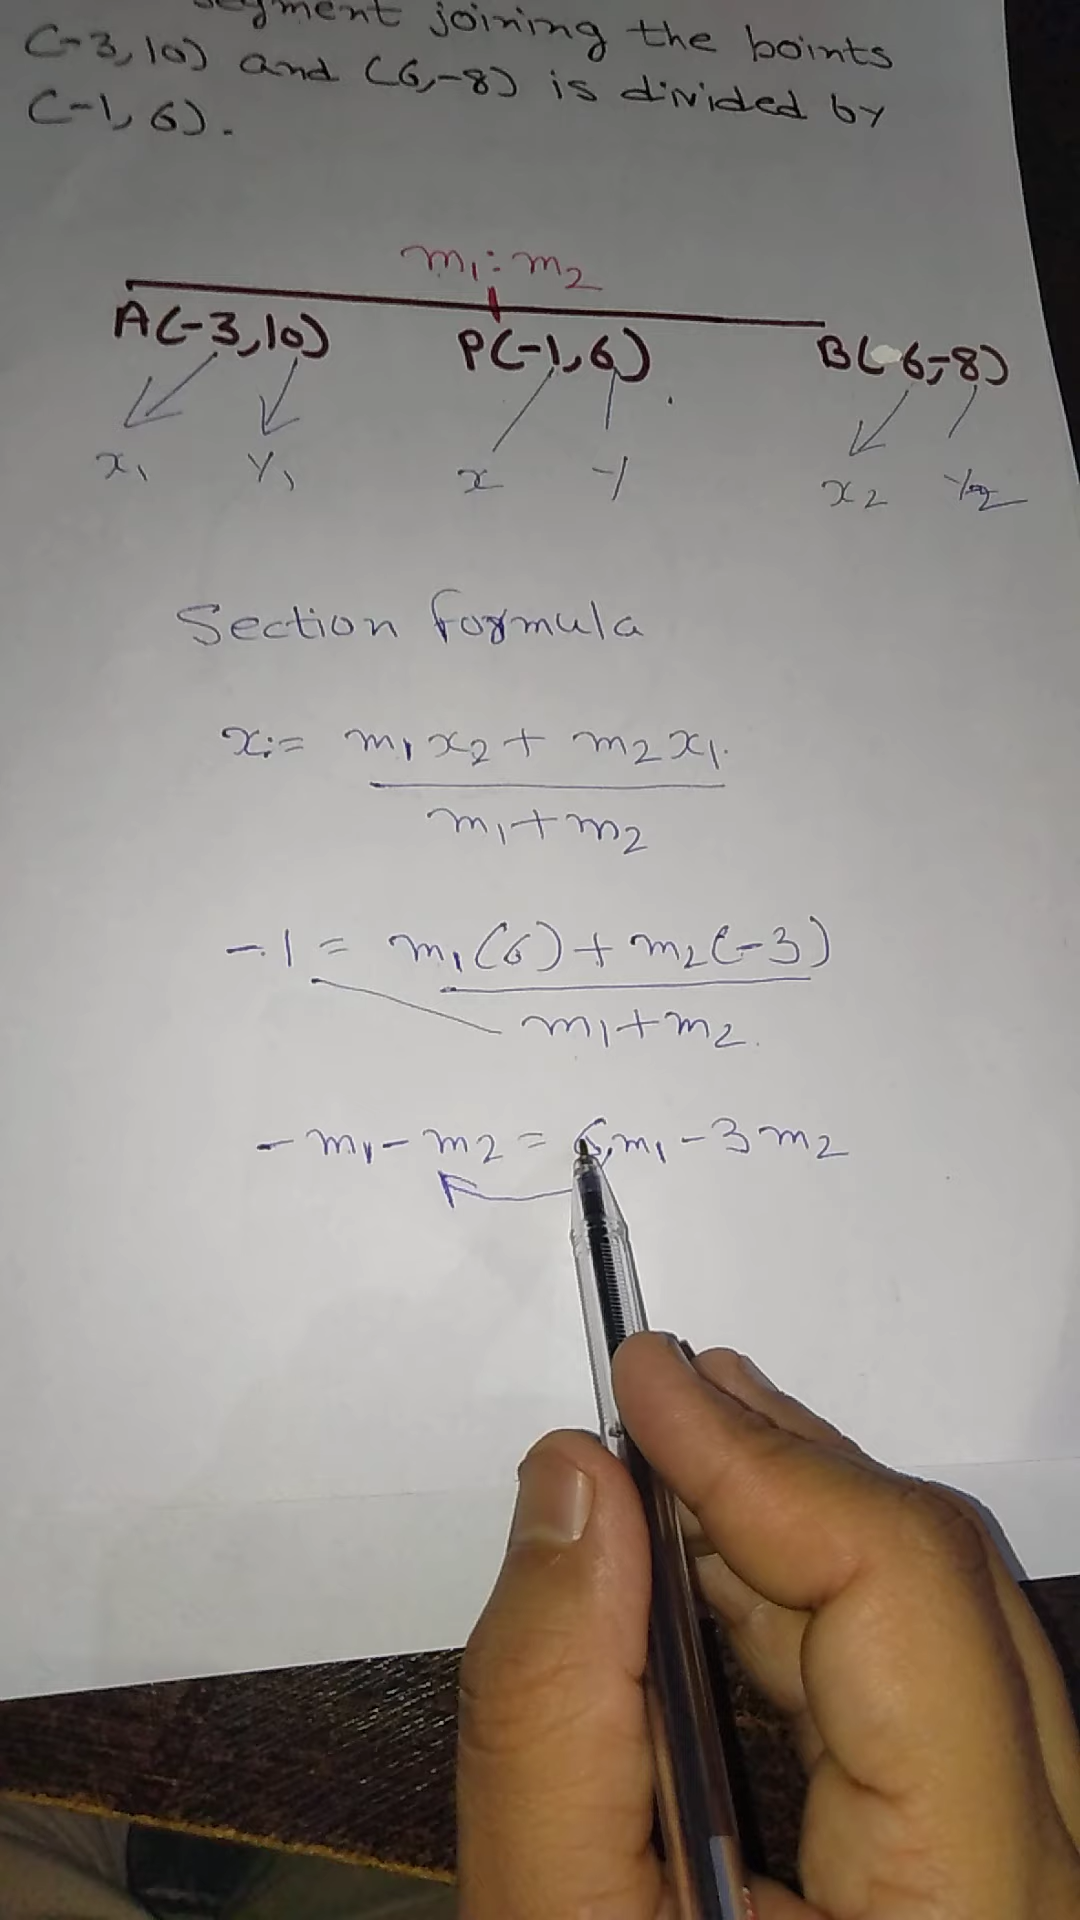 segment joining the points
(-3,10) and (6,-8) is divided by
(-1,6).
m1:m2
A(-3,10) P(-1,6) B(6,-8)
x1 y1 x y x2 y2
Section formula
x = m1x2 + m2x1
m1+m2
-1 = m1(6)+m2(-3)
m1+m2
-m1-m2 = 6m1-3m2